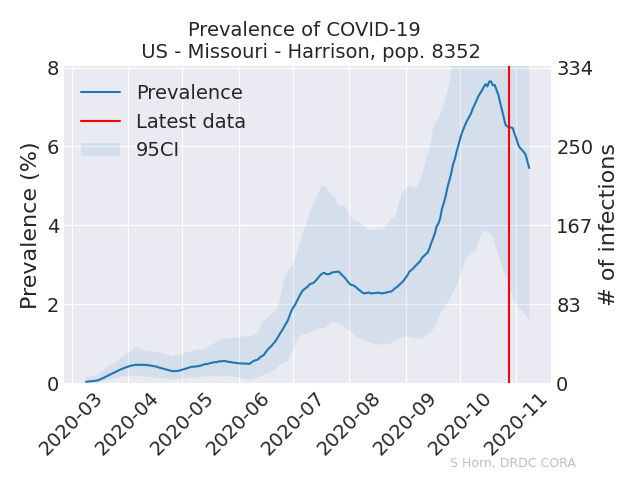 Prevalence of COVID-19
US - Missouri - Harrison, pop. 8352
Prevalence
Latest data
95CI
Prevalence (%)
8
6
4
2
0
334
250
167
83
0
# of infections
2020-03
2020-04
2020-05
2020-06
2020-07
2020-08
2020-09
2020-10
2020-11
S Horn, DRDC CORA